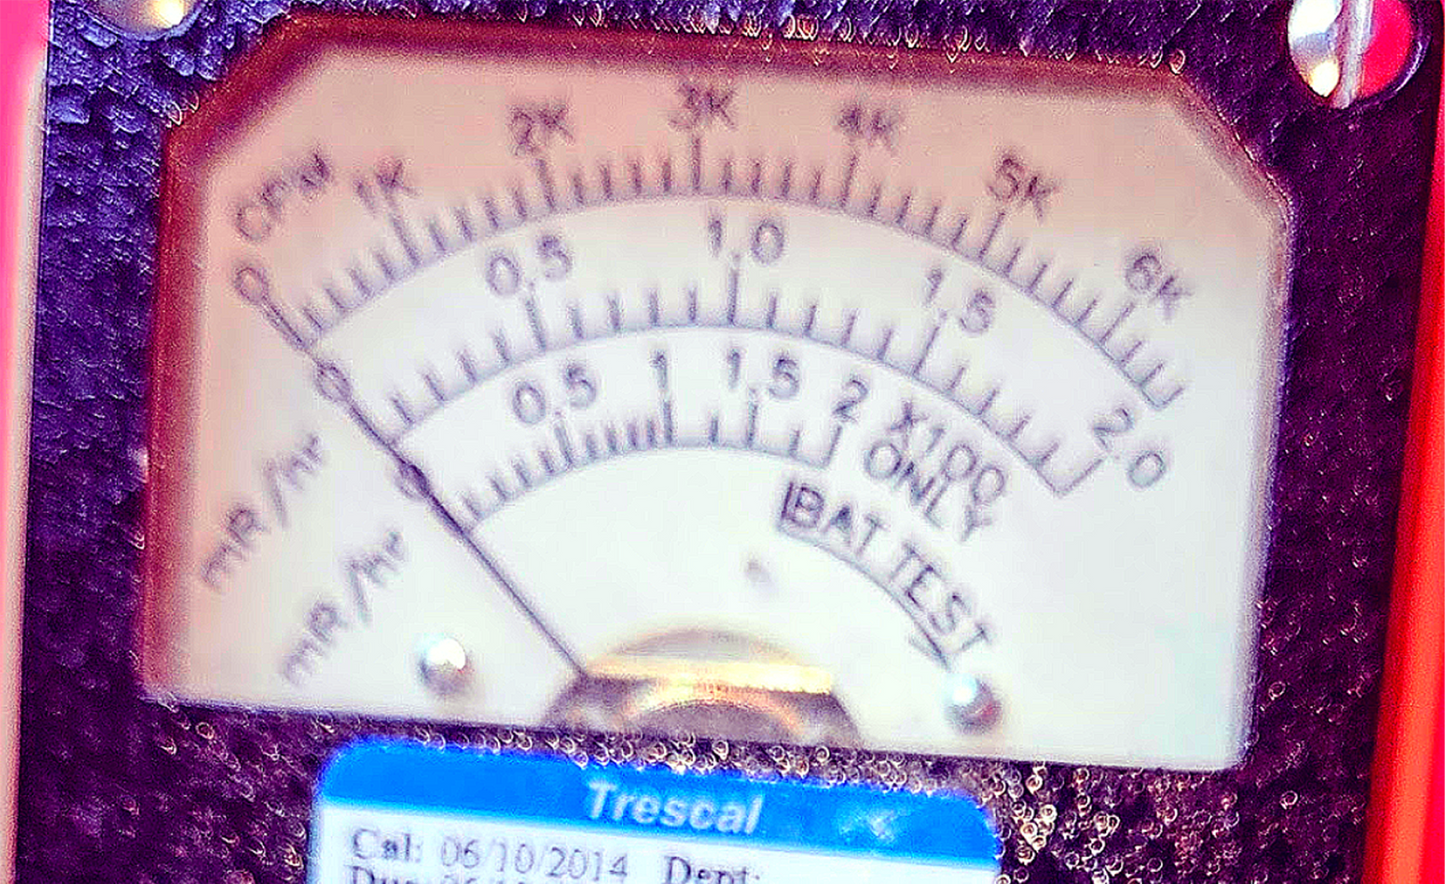 CPM 0 1K 2K 3K 4K 5K 6K
mR/hr 0 0.5 1.0 1.5 2.0
mR/hr 0 0.5 1 1.5 2 X100 ONLY
BAT TEST
Trescal
Cal: 06/10/2014 Dept: